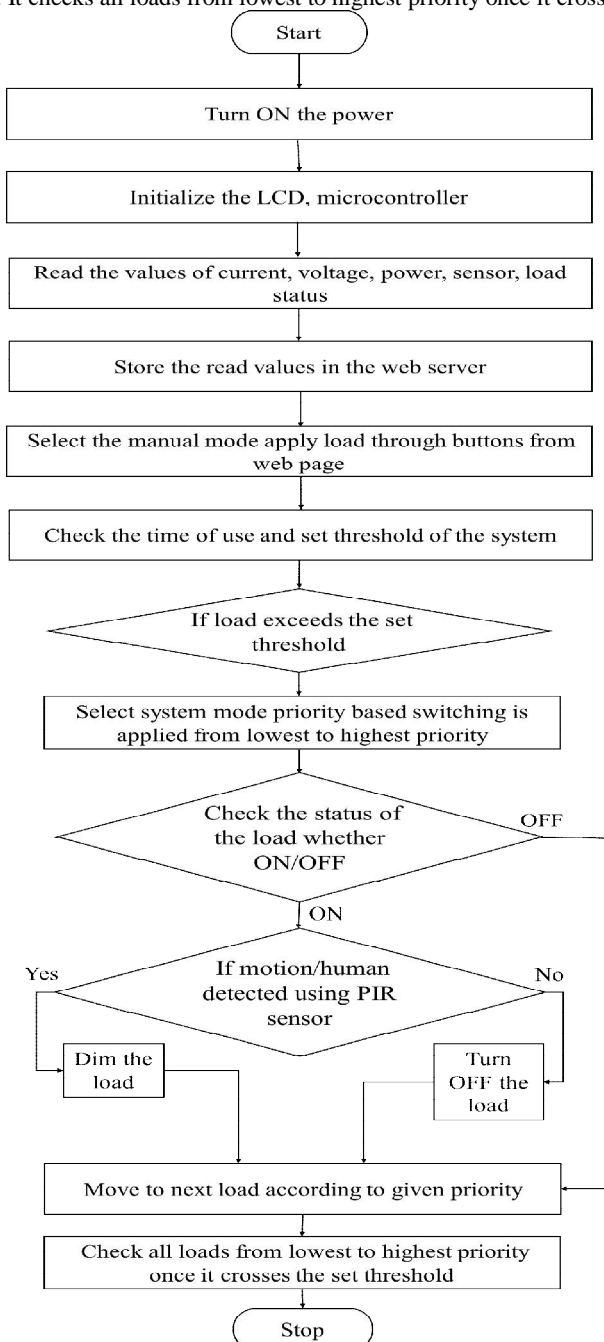 It checks all loads from lowest to highest priority once it cross
Start
Turn ON the power
Initialize the LCD, microcontroller
Read the values of current, voltage, power, sensor, load
status
Store the read values in the web server
Select the manual mode apply load through buttons from
web page
Check the time of use and set threshold of the system
If load exceeds the set
threshold
Select system mode priority based switching is
applied from lowest to highest priority
Check the status of
the load whether
ON/OFF
OFF
ON
If motion/human
detected using PIR
sensor
Yes
No
Dim the
load
Turn
OFF the
load
Move to next load according to given priority
Check all loads from lowest to highest priority
once it crosses the set threshold
Stop